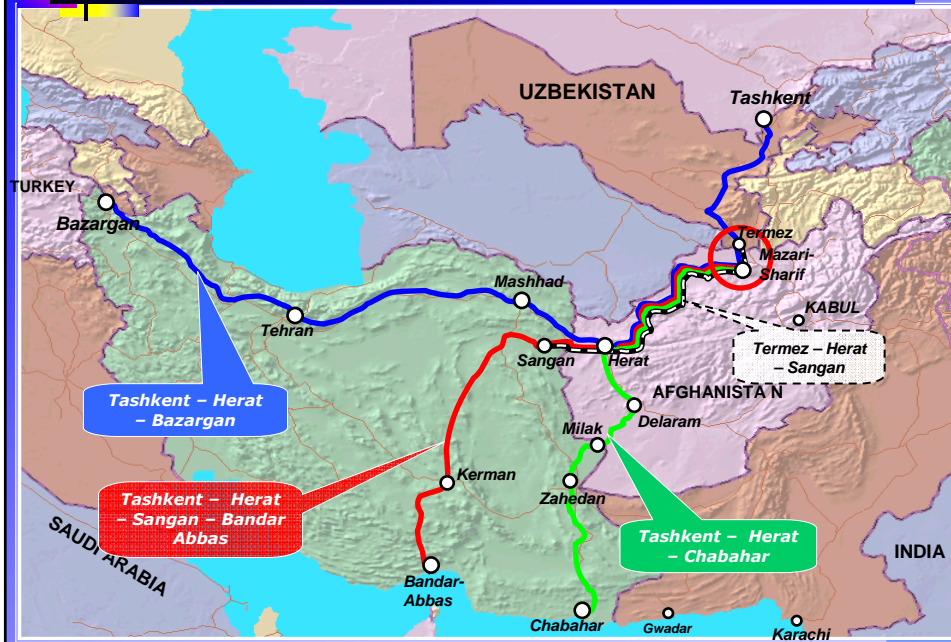 UZBEKISTAN
Tashkent
TURKEY
Bazargan
Termez
Mazari-
Sharif
Mashhad
Tehran
KABUL
Sangan
Herat
Termez – Herat
– Sangan
Tashkent – Herat
– Bazargan
AFGHANISTA N
Delaram
Milak
Kerman
Zahedan
Tashkent – Herat
– Sangan – Bandar
Abbas
Tashkent – Herat
– Chabahar
SAUDI ARABIA
INDIA
Bandar-
Abbas
Chabahar
Gwadar
Karachi